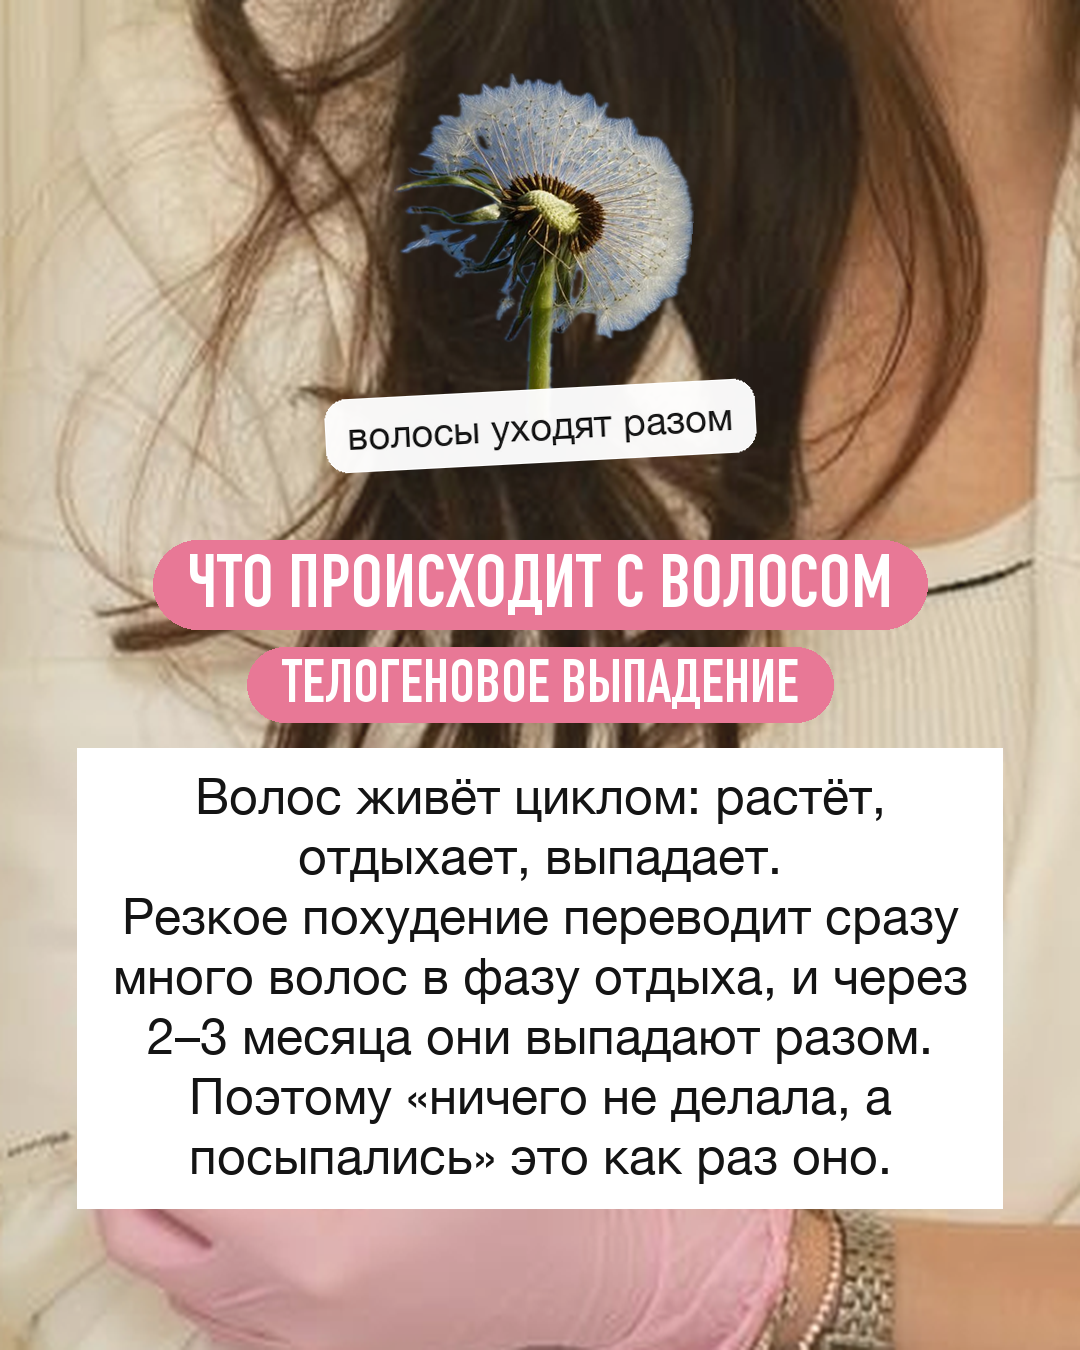 волосы уходят разом
ЧТО ПРОИСХОДИТ С ВОЛОСОМ
ТЕЛОГЕНОВОЕ ВЫПАДЕНИЕ
Волос живёт циклом: растёт,
отдыхает, выпадает.
Резкое похудение переводит сразу
много волос в фазу отдыха, и через
2–3 месяца они выпадают разом.
Поэтому «ничего не делала, а
посыпались» это как раз оно.